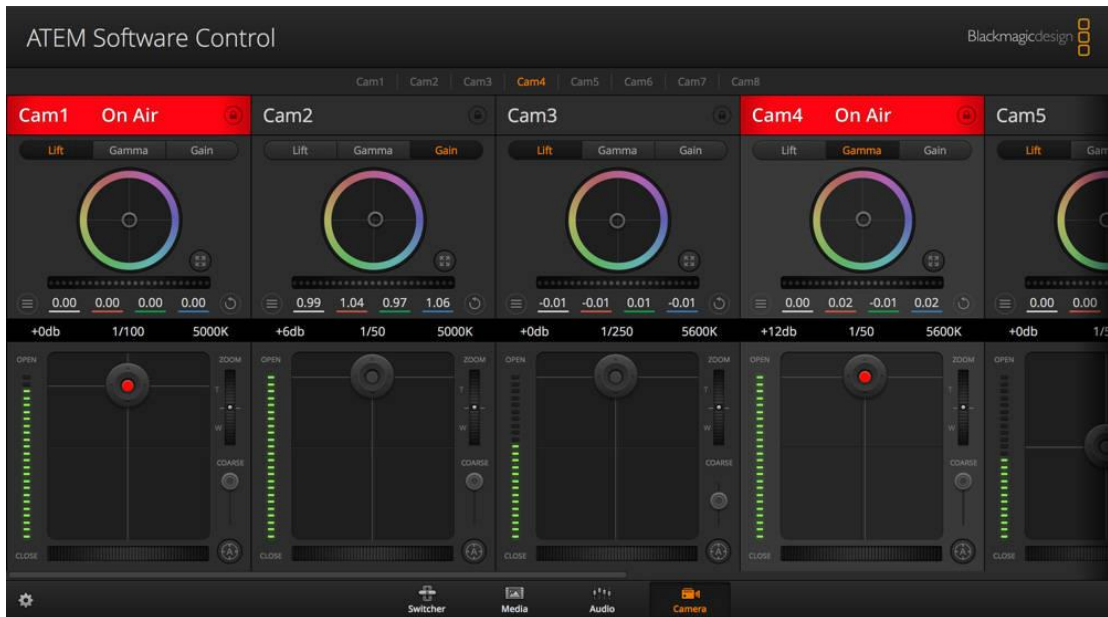 ATEM Software Control
Blackmagicdesign
Cam1 Cam2 Cam3 Cam4 Cam5 Cam6 Cam7 Cam8
Cam1 On Air Cam2 Cam3 Cam4 On Air Cam5
Lift Gamma Gain Lift Gamma Gain Lift Gamma Gain Lift Gamma Gain Lift Gam
0.00 0.00 0.00 0.00 0.99 1.04 0.97 1.06 -0.01 -0.01 0.01 -0.01 0.00 0.02 -0.01 0.02 0.00 0.00
+0db 1/100 5000K +6db 1/50 5000K +0db 1/250 5600K +12db 1/50 5600K +0db 1/5
OPEN ZOOM OPEN ZOOM OPEN ZOOM OPEN ZOOM OPEN
T T T T
W W W W
COARSE COARSE COARSE COARSE
CLOSE A CLOSE A CLOSE A CLOSE A CLOSE
Switcher Media Audio Camera